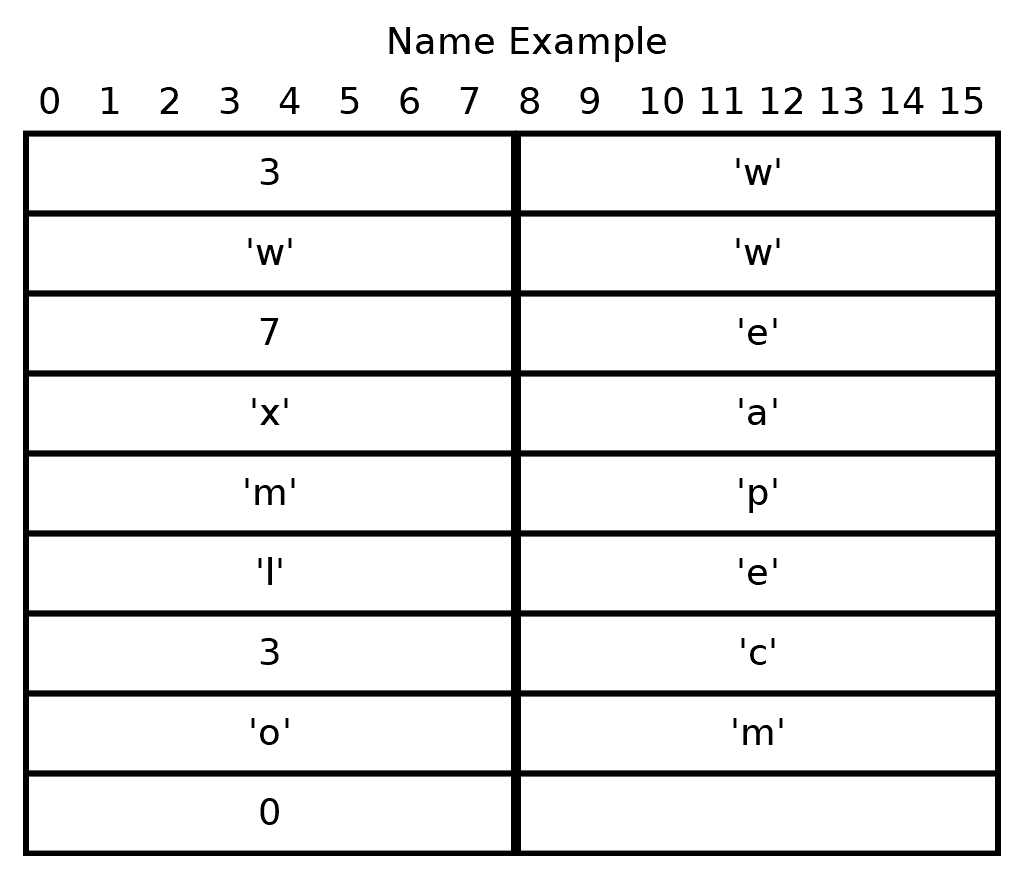 Name Example
0 1 2 3 4 5 6 7 8 9 10 11 12 13 14 15
3 'w'
'w' 'w'
7 'e'
'x' 'a'
'm' 'p'
'l' 'e'
3 'c'
'o' 'm'
0